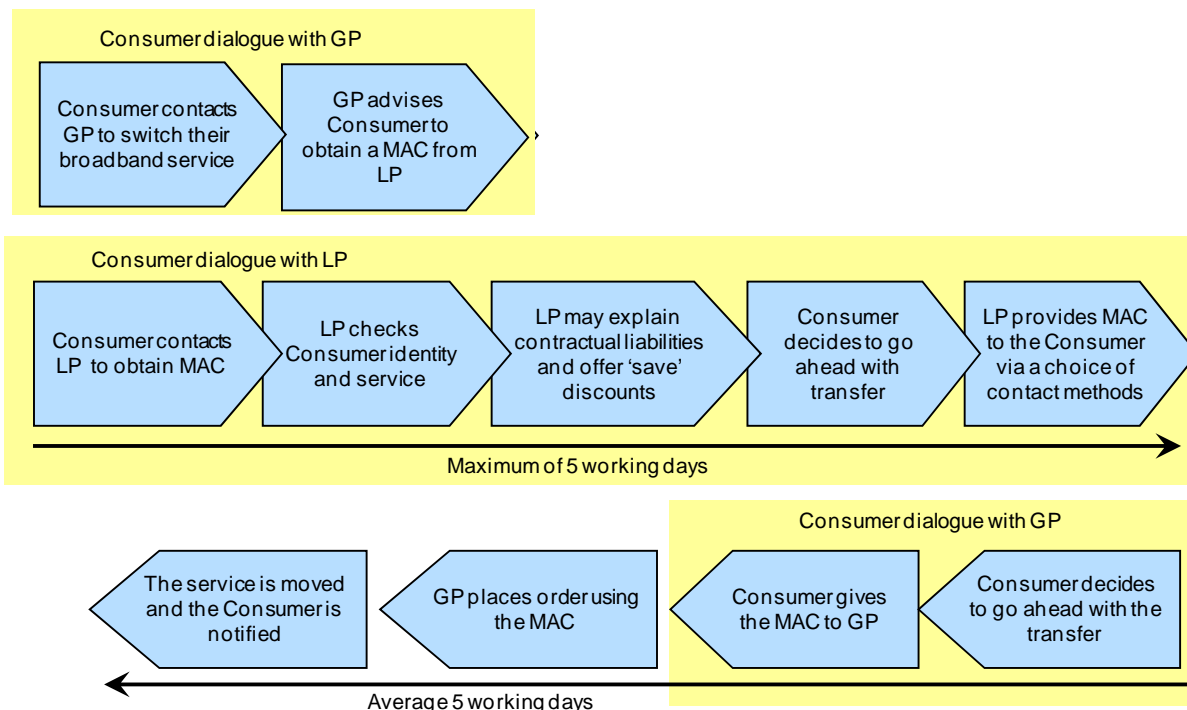 Consumer dialogue with GP
Consumer contacts
GP to switch their
broadband service
GP advises
Consumer to
obtain a MAC from
LP
Consumer dialogue with LP
Consumer contacts
LP to obtain MAC
LP checks
Consumer identity
and service
LP may explain
contractual liabilities
and offer ‘save’
discounts
Consumer
decides to go
ahead with
transfer
LP provides MAC
to the Consumer
via a choice of
contact methods
Maximum of 5 working days
Consumer dialogue with GP
Consumer decides
to go ahead with the
transfer
Consumer gives
the MAC to GP
GP places order using
the MAC
The service is moved
and the Consumer is
notified
Average 5 working days